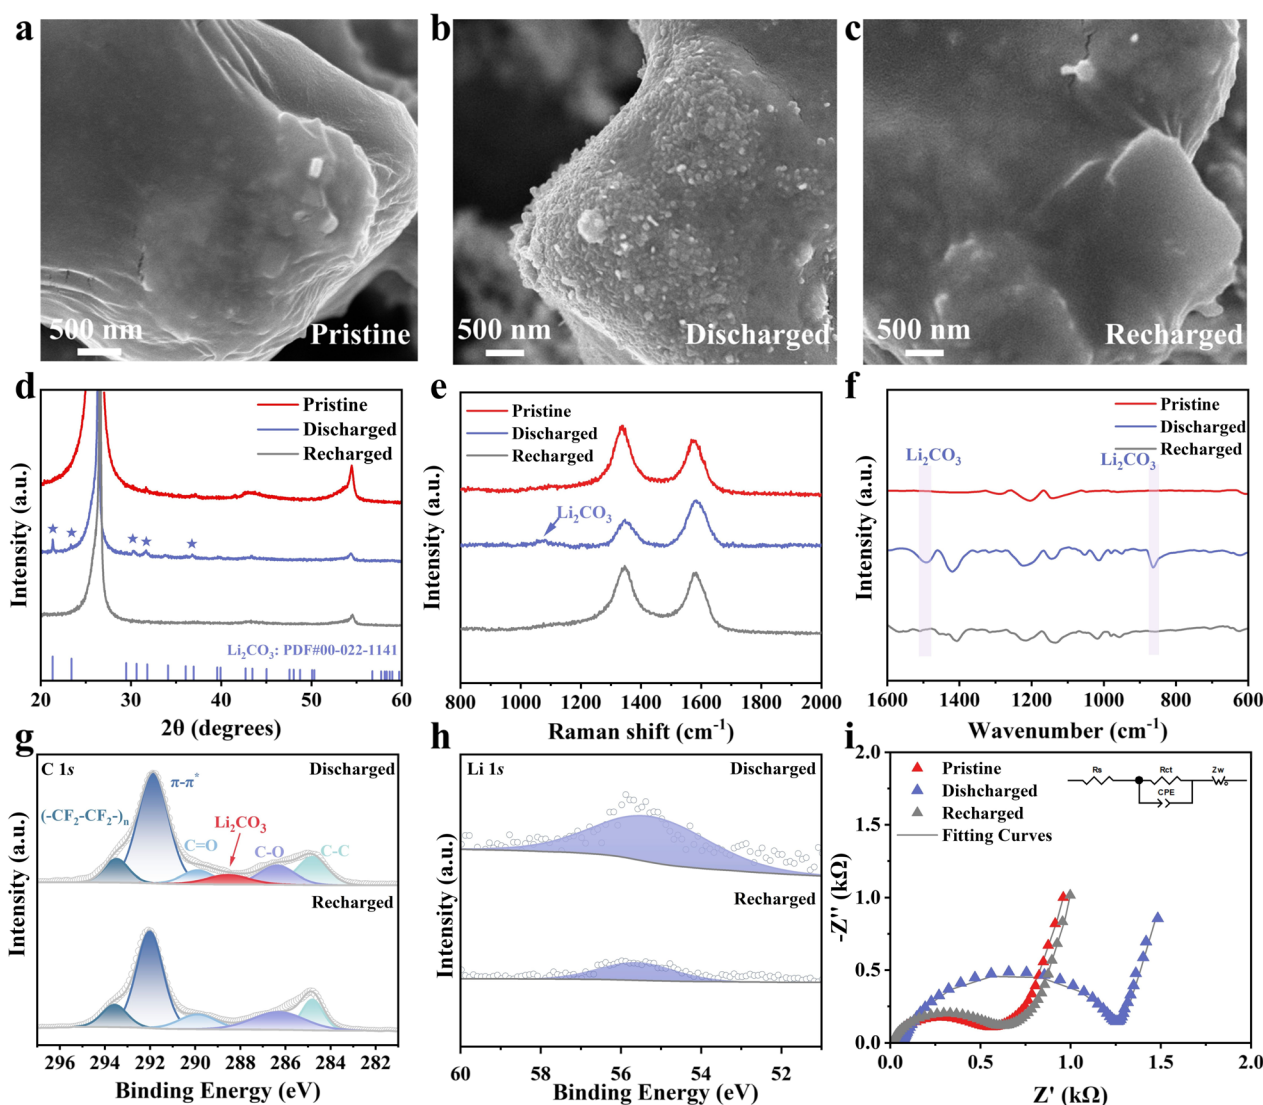 a
500 nm
Pristine
b
500 nm
Discharged
c
500 nm
Recharged
d
Pristine
Discharged
Recharged
★ ★ ★ ★ ★
Li₂CO₃: PDF#00-022-1141
Intensity (a.u.)
20 30 40 50 60
2θ (degrees)
e
Pristine
Discharged
Recharged
Li₂CO₃
Intensity (a.u.)
800 1000 1200 1400 1600 1800 2000
Raman shift (cm⁻¹)
f
Pristine
Discharged
Recharged
Li₂CO₃
Li₂CO₃
Intensity (a.u.)
1600 1400 1200 1000 800 600
Wavenumber (cm⁻¹)
g
C 1s
Discharged
π-π*
(-CF₂-CF₂-)ₙ
Li₂CO₃
C=O
C-O
C-C
Recharged
Intensity (a.u.)
296 294 292 290 288 286 284 282
Binding Energy (eV)
h
Li 1s
Discharged
Recharged
Intensity (a.u.)
60 58 56 54 52
Binding Energy (eV)
i
Pristine
Dishcharged
Recharged
Fitting Curves
Rs
Rct
Zw
CPE
-Z'' (kΩ)
2.0
1.5
1.0
0.5
0.0
0.0 0.5 1.0 1.5 2.0
Z' (kΩ)